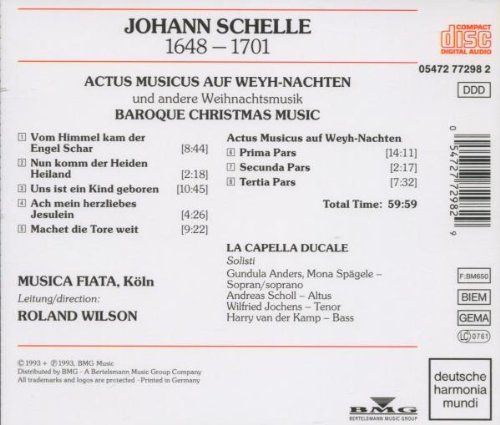 JOHANN SCHELLE
1648 – 1701
COMPACT
disc
DIGITAL AUDIO
05472 77298 2
DDD
ACTUS MUSICUS AUF WEYH-NACHTEN
und andere Weihnachtsmusik
BAROQUE CHRISTMAS MUSIC
1 Vom Himmel kam der
Engel Schar [8:44]
2 Nun komm der Heiden
Heiland [2:18]
3 Uns ist ein Kind geboren [10:45]
4 Ach mein herzliebes
Jesulein [4:26]
5 Machet die Tore weit [9:22]
Actus Musicus auf Weyh-Nachten
6 Prima Pars [14:11]
7 Secunda Pars [2:17]
8 Tertia Pars [7:32]
Total Time: 59:59
0 54727 72982 9
MUSICA FIATA, Köln
Leitung/direction:
ROLAND WILSON
LA CAPELLA DUCALE
Solisti
Gundula Anders, Mona Spägele –
Sopran/soprano
Andreas Scholl – Altus
Wilfried Jochens – Tenor
Harry van der Kamp – Bass
F: BM650
BIEM
GEMA
LC 0761
© 1993 + ℗ 1993, BMG Music
Distributed by BMG - A Bertelsmann Music Group Company
All trademarks and logos are protected - Printed in Germany
BMG
BERTELSMANN MUSIC GROUP
deutsche
harmonia
mundi